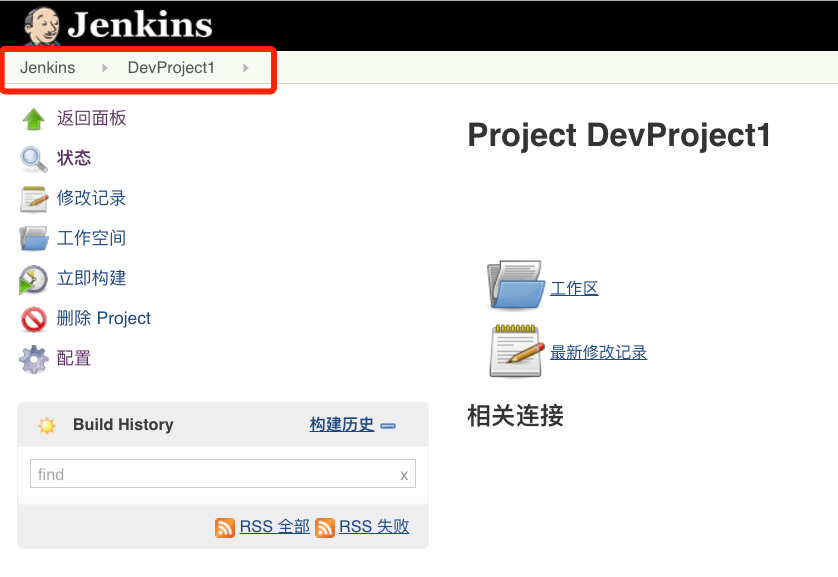 Jenkins
Jenkins DevProject1
返回面板
状态
修改记录
工作空间
立即构建
删除 Project
配置
Build History 构建历史
find x
RSS 全部 RSS 失败
Project DevProject1
工作区
最新修改记录
相关连接